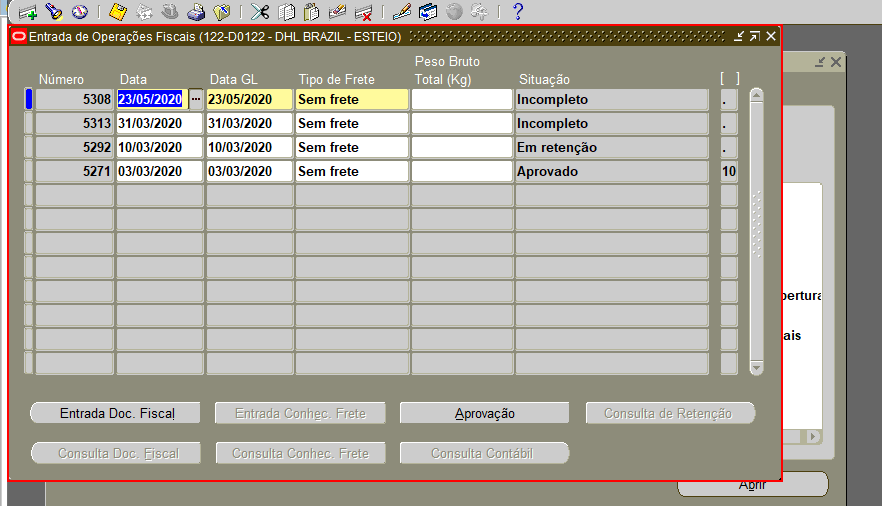 Entrada de Operações Fiscais (122-D0122 - DHL BRAZIL - ESTEIO)
Peso Bruto
Número Data Data GL Tipo de Frete Total (Kg) Situação [ ]
5308 23/05/2020 ... 23/05/2020 Sem frete Incompleto .
5313 31/03/2020 31/03/2020 Sem frete Incompleto .
5292 10/03/2020 10/03/2020 Sem frete Em retenção .
5271 03/03/2020 03/03/2020 Sem frete Aprovado 10
pertura
ais
Entrada Doc. Fiscal Entrada Conhec. Frete Aprovação Consulta de Retenção
Consulta Doc. Fiscal Consulta Conhec. Frete Consulta Contábil
Abrir